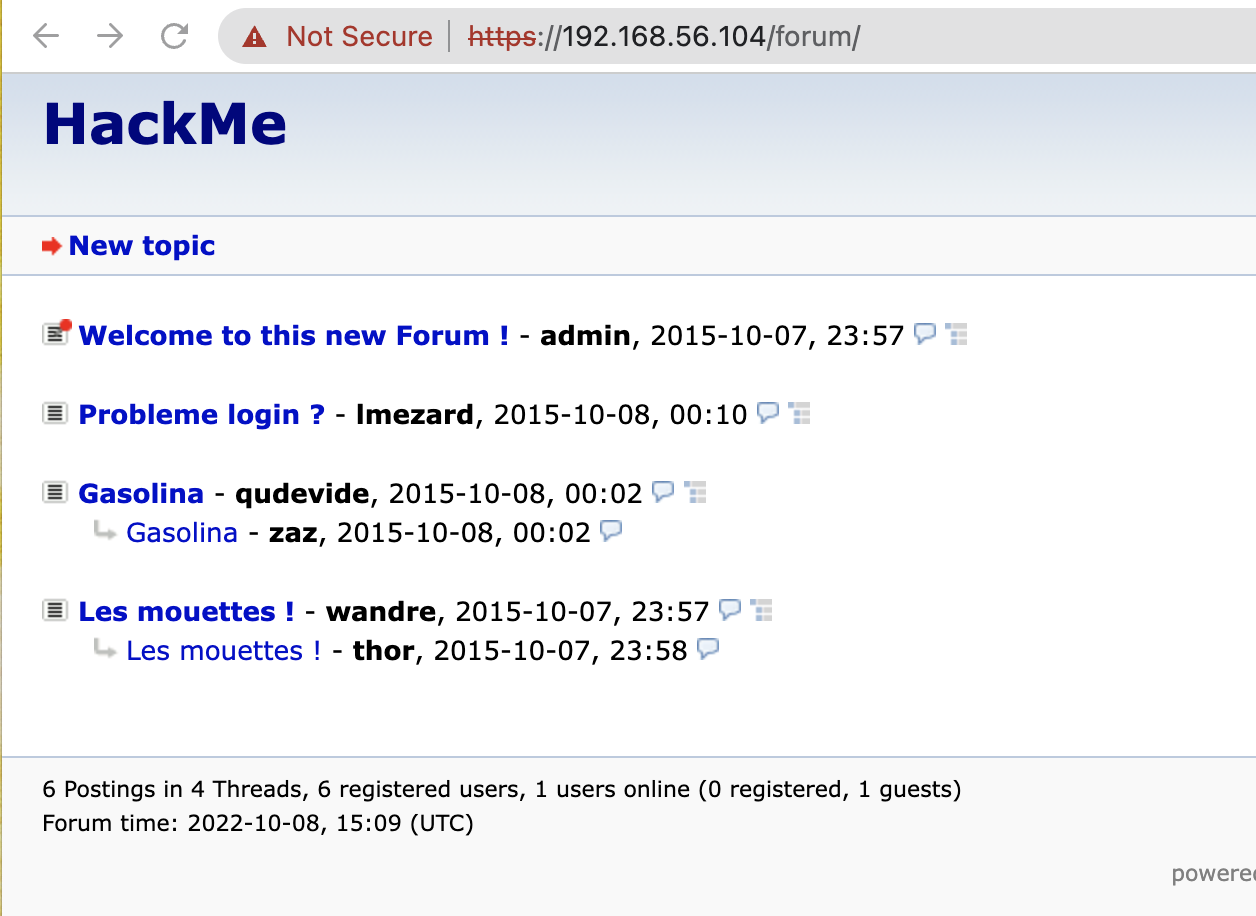 Not Secure | https://192.168.56.104/forum/
HackMe
New topic
Welcome to this new Forum ! - admin, 2015-10-07, 23:57
Probleme login ? - lmezard, 2015-10-08, 00:10
Gasolina - qudevide, 2015-10-08, 00:02
Gasolina - zaz, 2015-10-08, 00:02
Les mouettes ! - wandre, 2015-10-07, 23:57
Les mouettes ! - thor, 2015-10-07, 23:58
6 Postings in 4 Threads, 6 registered users, 1 users online (0 registered, 1 guests)
Forum time: 2022-10-08, 15:09 (UTC)